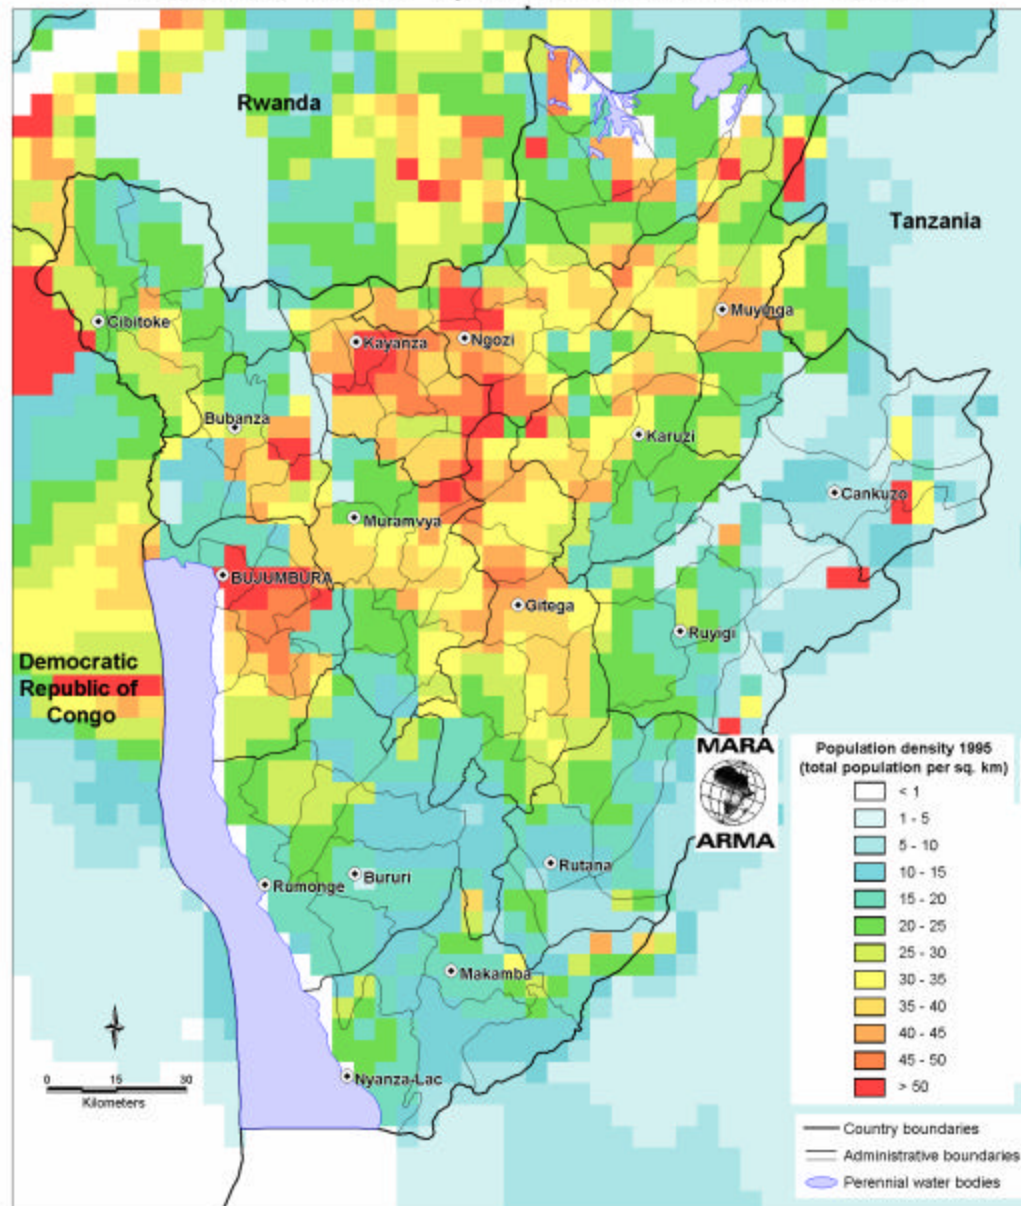 Rwanda
Tanzania
Cibitoke
Muyinga
Kayanza
Ngozi
Bubanza
Karuzi
Cankuzo
Muramvya
BUJUMBURA
Gitega
Ruyigi
Democratic
Republic of
Congo
MARA
ARMA
Population density 1995
(total population per sq. km)
< 1
1 - 5
5 - 10
10 - 15
15 - 20
20 - 25
25 - 30
30 - 35
35 - 40
40 - 45
45 - 50
> 50
Rutana
Bururi
Rumonge
Makamba
Nyanza-Lac
0 15 30
Kilometers
Country boundaries
Administrative boundaries
Perennial water bodies